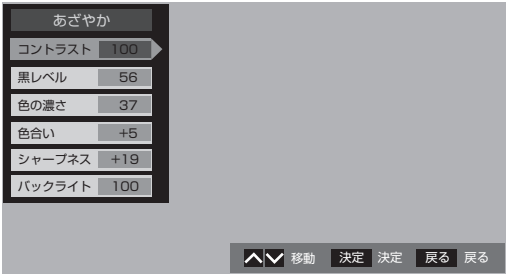 あざやか
コントラスト 100
黒レベル 56
色の濃さ 37
色合い +5
シャープネス +19
バックライト 100
移動 決定 決定 戻る 戻る